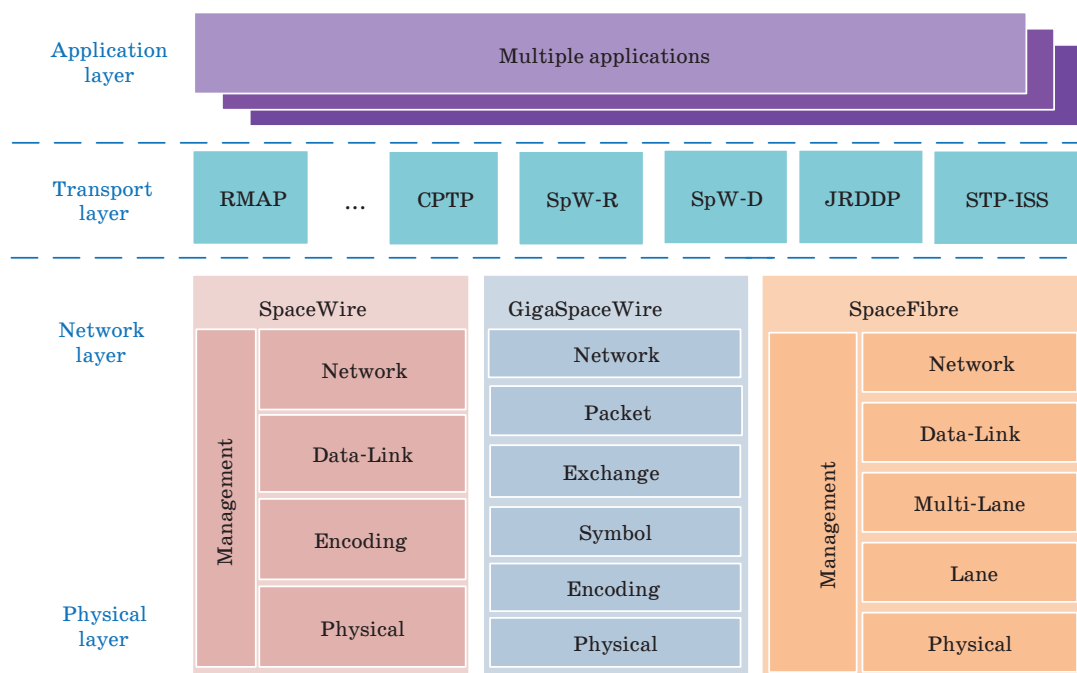 Application
layer
Multiple applications
Transport
layer
RMAP
...
CPTP
SpW-R
SpW-D
JRDDP
STP-ISS
Network
layer
Physical
layer
SpaceWire
Management
Network
Data-Link
Encoding
Physical
GigaSpaceWire
Network
Packet
Exchange
Symbol
Encoding
Physical
SpaceFibre
Management
Network
Data-Link
Multi-Lane
Lane
Physical